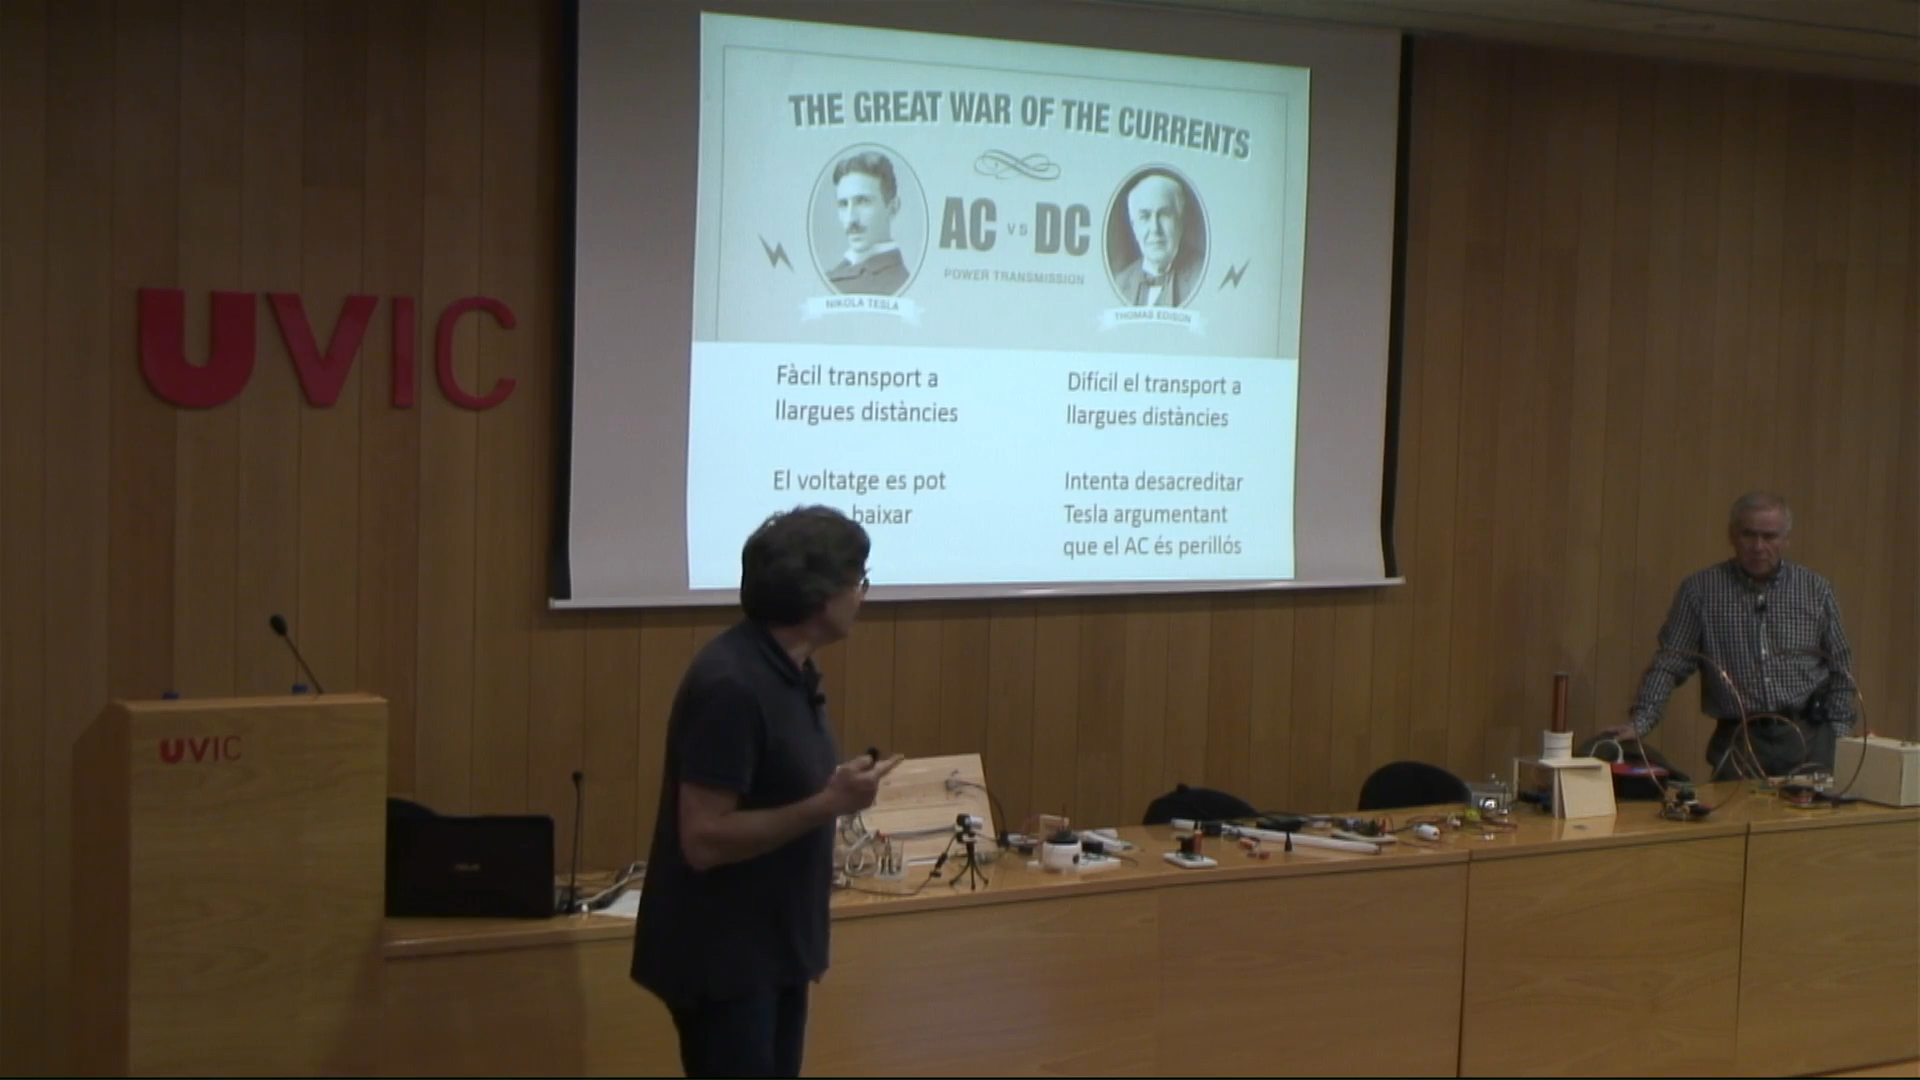 THE GREAT WAR OF THE CURRENTS
AC VS DC
POWER TRANSMISSION
NIKOLA TESLA
THOMAS EDISON
Fàcil transport a
llargues distàncies
El voltatge es pot
baixar
Difícil el transport a
llargues distàncies
Intenta desacreditar
Tesla argumentant
que el AC és perillós
UVIC
UVIC